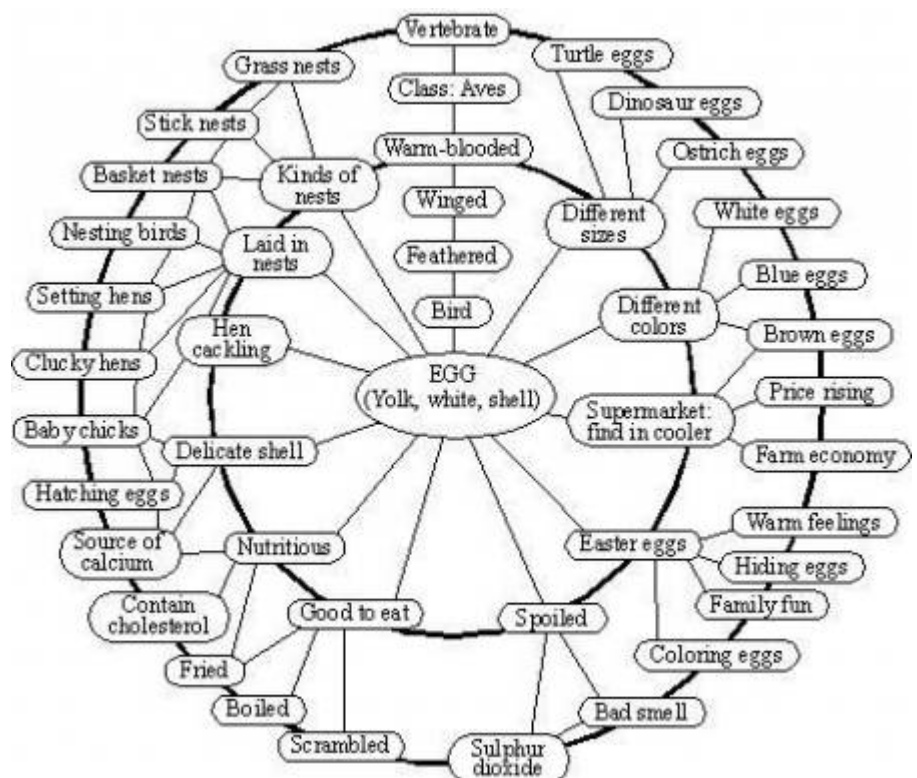 Vertebrate
Grass nests
Turtle eggs
Class: Aves
Dinosaur eggs
Stick nests
Warm-blooded
Ostrich eggs
Basket nests
Kinds of
nests
Winged
Different
sizes
White eggs
Nesting birds
Laid in
nests
Feathered
Blue eggs
Setting hens
Bird
Different
colors
Hen
cackling
Brown eggs
Clucky hens
EGG
(Yolk, white, shell)
Price rising
Supermarket:
find in cooler
Baby chicks
Delicate shell
Farm economy
Hatching eggs
Warm feelings
Source of
calcium
Nutritious
Easter eggs
Hiding eggs
Contain
cholesterol
Good to eat
Spoiled
Family fun
Coloring eggs
Fried
Boiled
Bad smell
Scrambled
Sulphur
dioxide